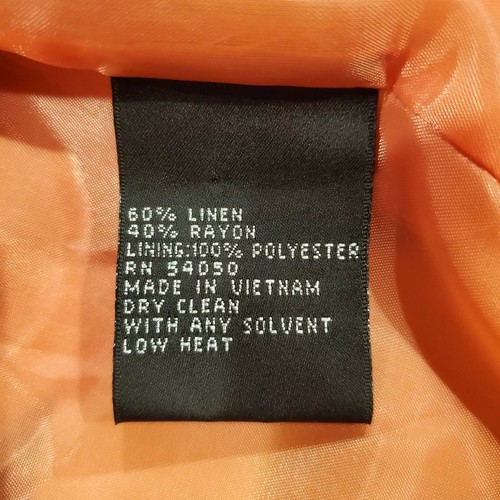 60% LINEN
40% RAYON
LINING:100% POLYESTER
RN 54050
MADE IN VIETNAM
DRY CLEAN
WITH ANY SOLVENT
LOW HEAT